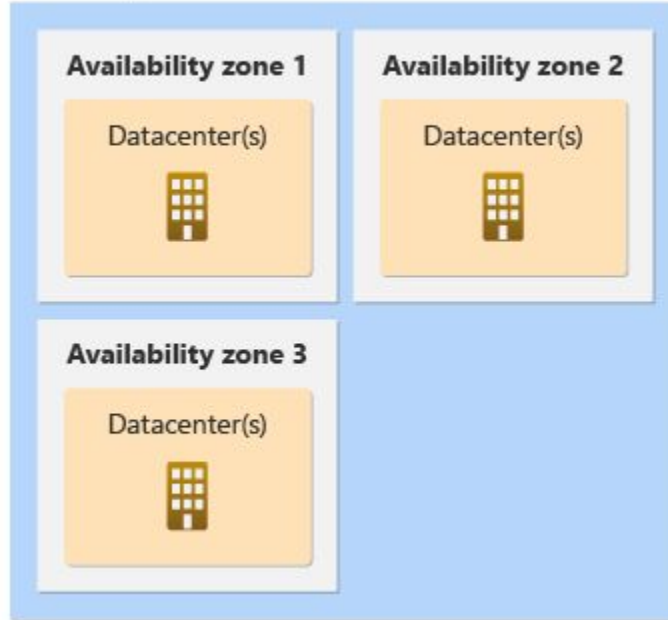 Availability zone 1
Datacenter(s)
Availability zone 2
Datacenter(s)
Availability zone 3
Datacenter(s)